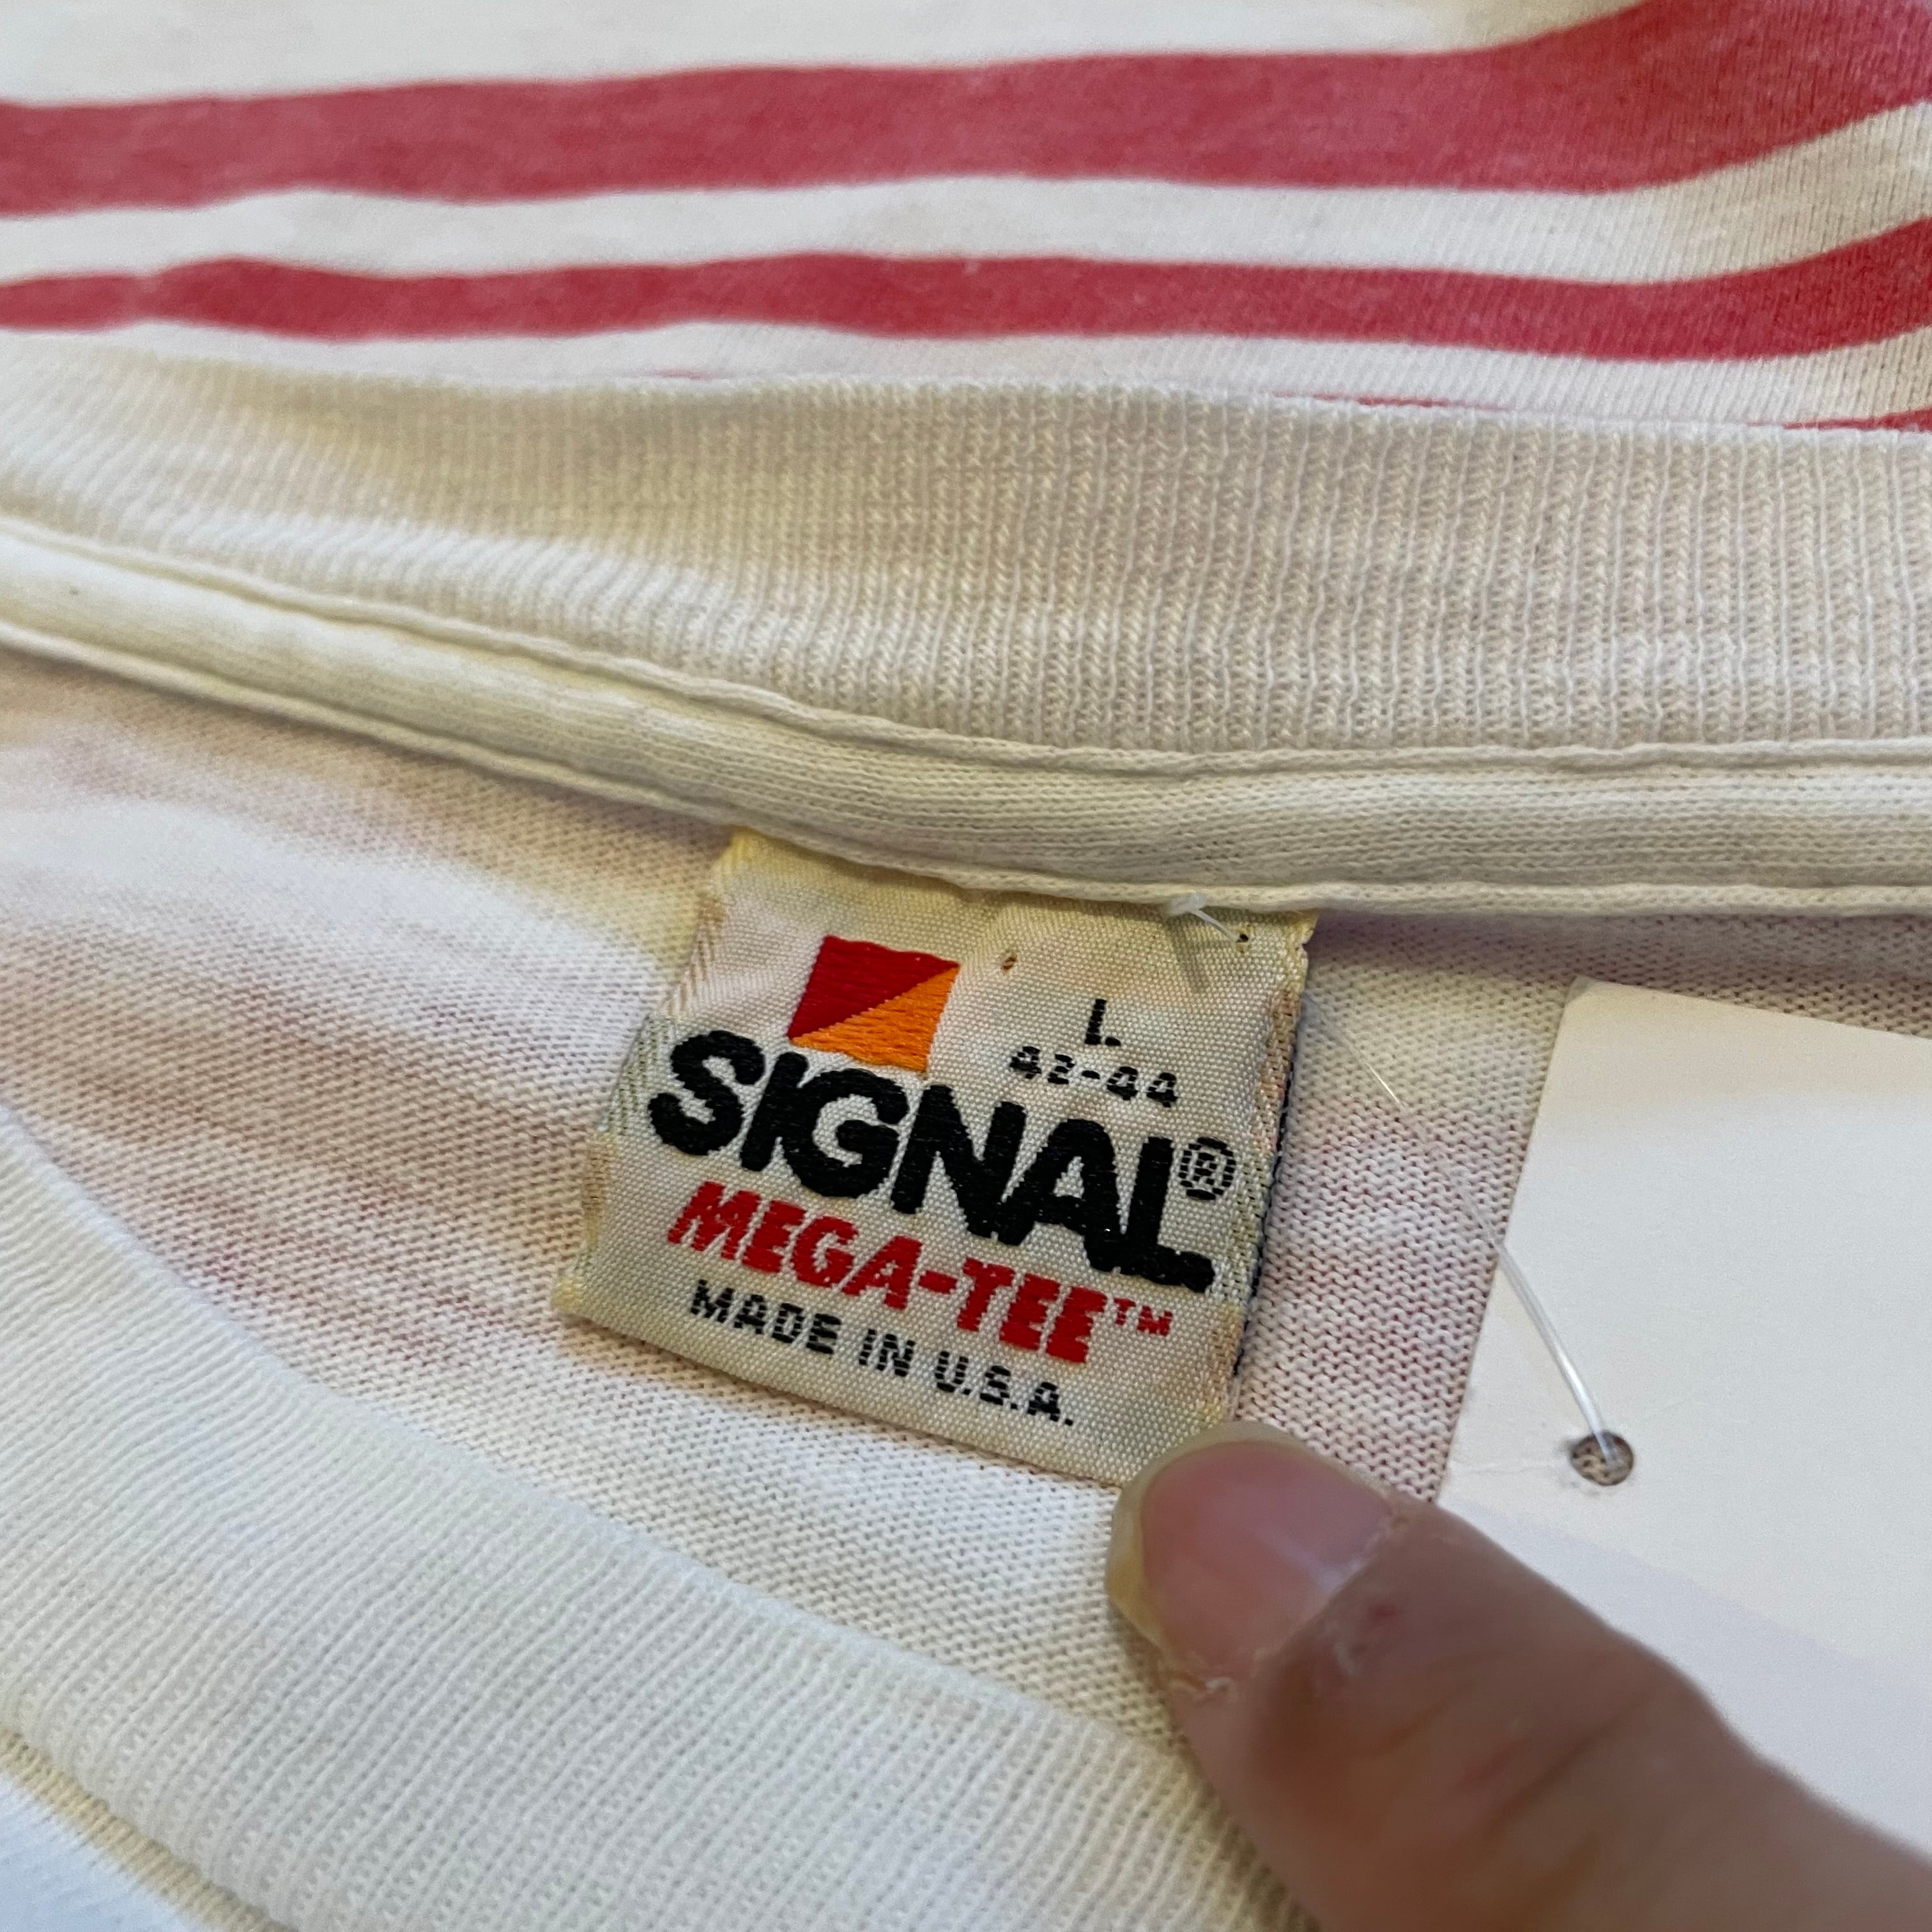 L
42-44
SIGNAL®
MEGA-TEE™
MADE IN U.S.A.